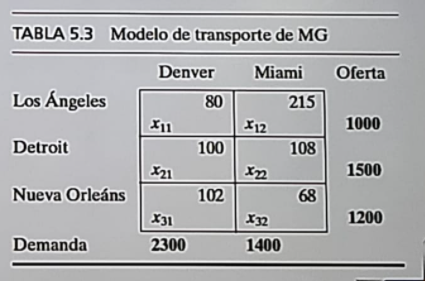 TABLA 5.3 Modelo de transporte de MG
Denver Miami Oferta
Los Ángeles 80 215
x11 x12 1000
Detroit 100 108
x21 x22 1500
Nueva Orleáns 102 68
x31 x32 1200
Demanda 2300 1400